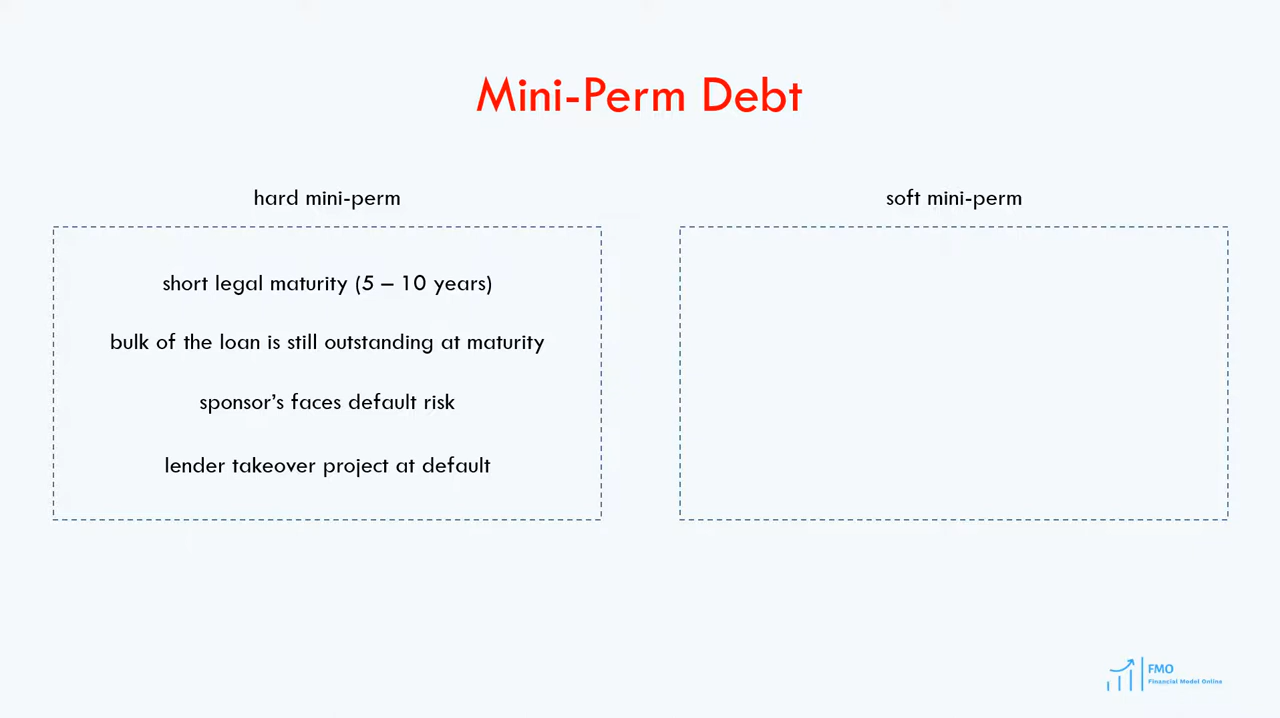 Mini-Perm Debt
hard mini-perm
short legal maturity (5 – 10 years)
bulk of the loan is still outstanding at maturity
sponsor's faces default risk
lender takeover project at default
soft mini-perm
FMO
Financial Model Online